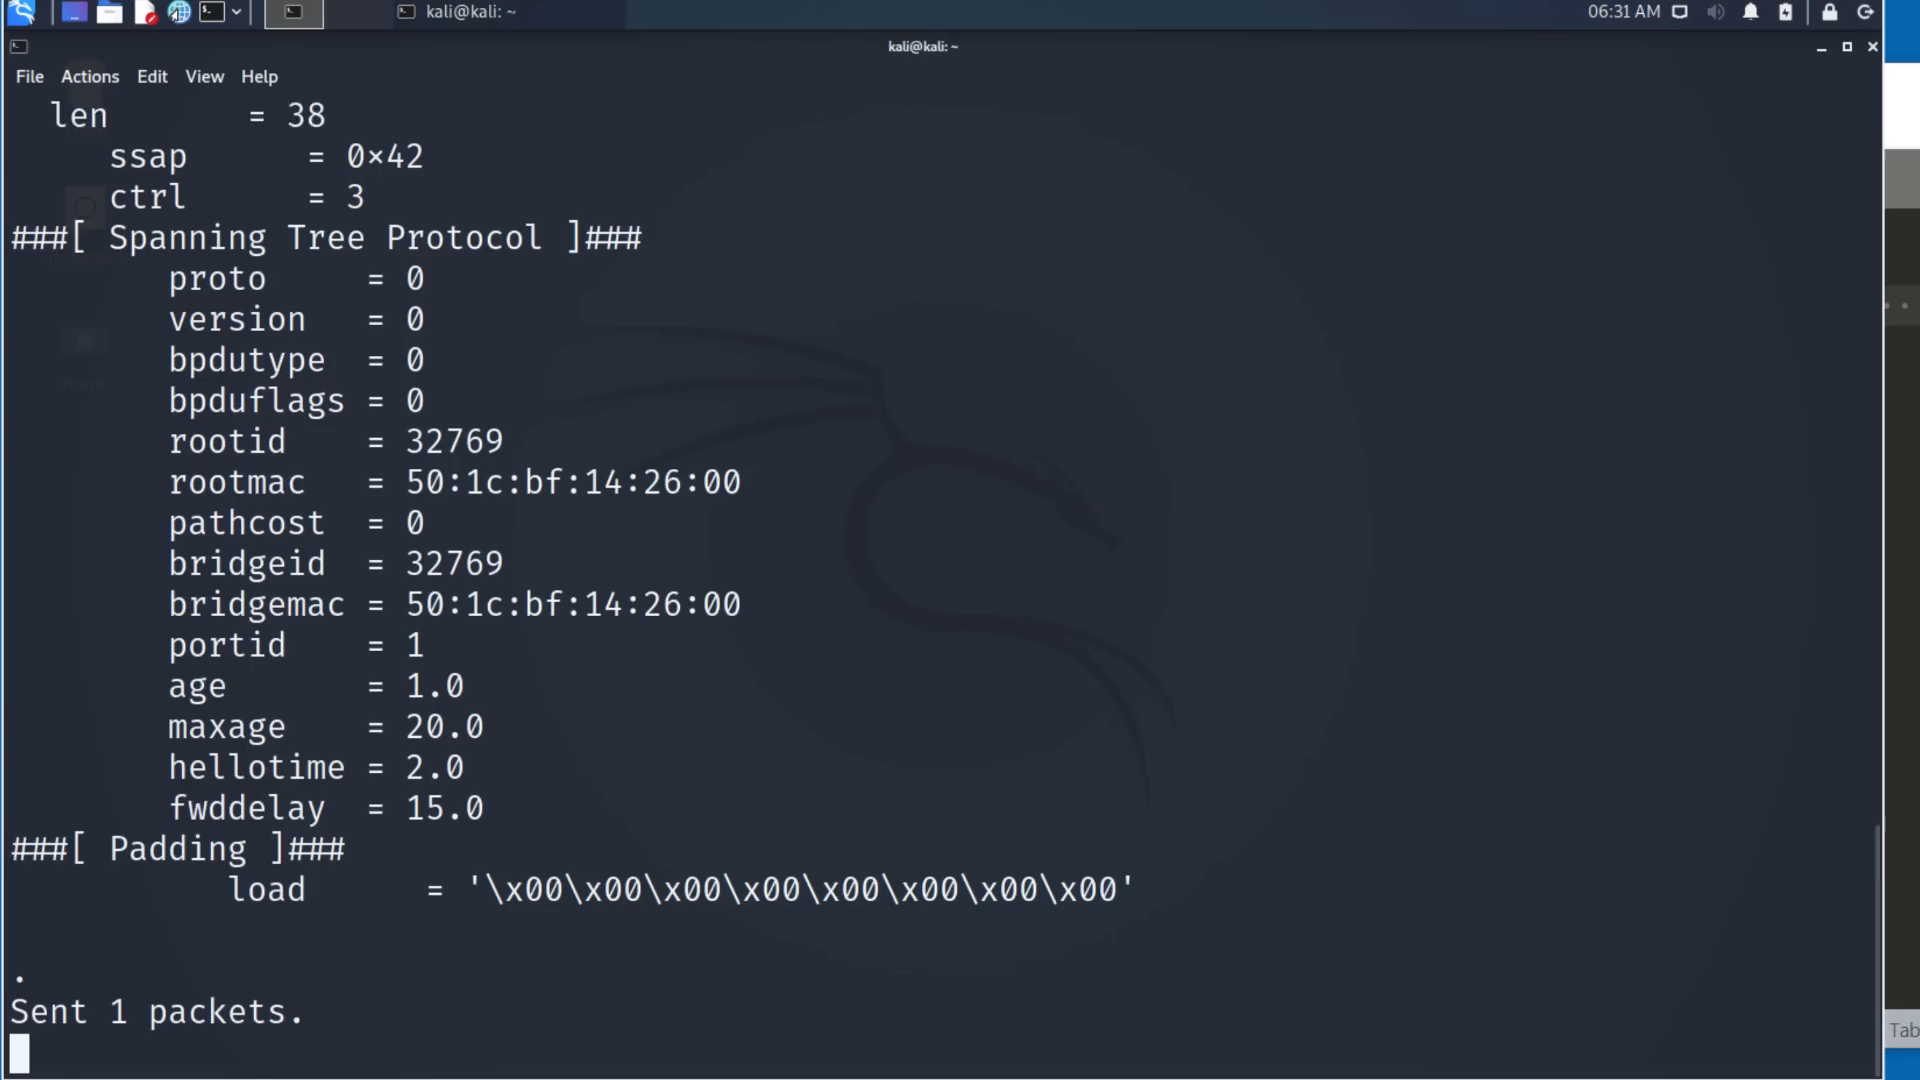 kali@kali: ~
06:31 AM
kali@kali: ~
File Actions Edit View Help
len = 38
ssap = 0×42
ctrl = 3
###[ Spanning Tree Protocol ]###
proto = 0
version = 0
bpdutype = 0
bpduflags = 0
rootid = 32769
rootmac = 50:1c:bf:14:26:00
pathcost = 0
bridgeid = 32769
bridgemac = 50:1c:bf:14:26:00
portid = 1
age = 1.0
maxage = 20.0
hellotime = 2.0
fwddelay = 15.0
###[ Padding ]###
load = '\x00\x00\x00\x00\x00\x00\x00\x00'
.
Sent 1 packets.
Tab